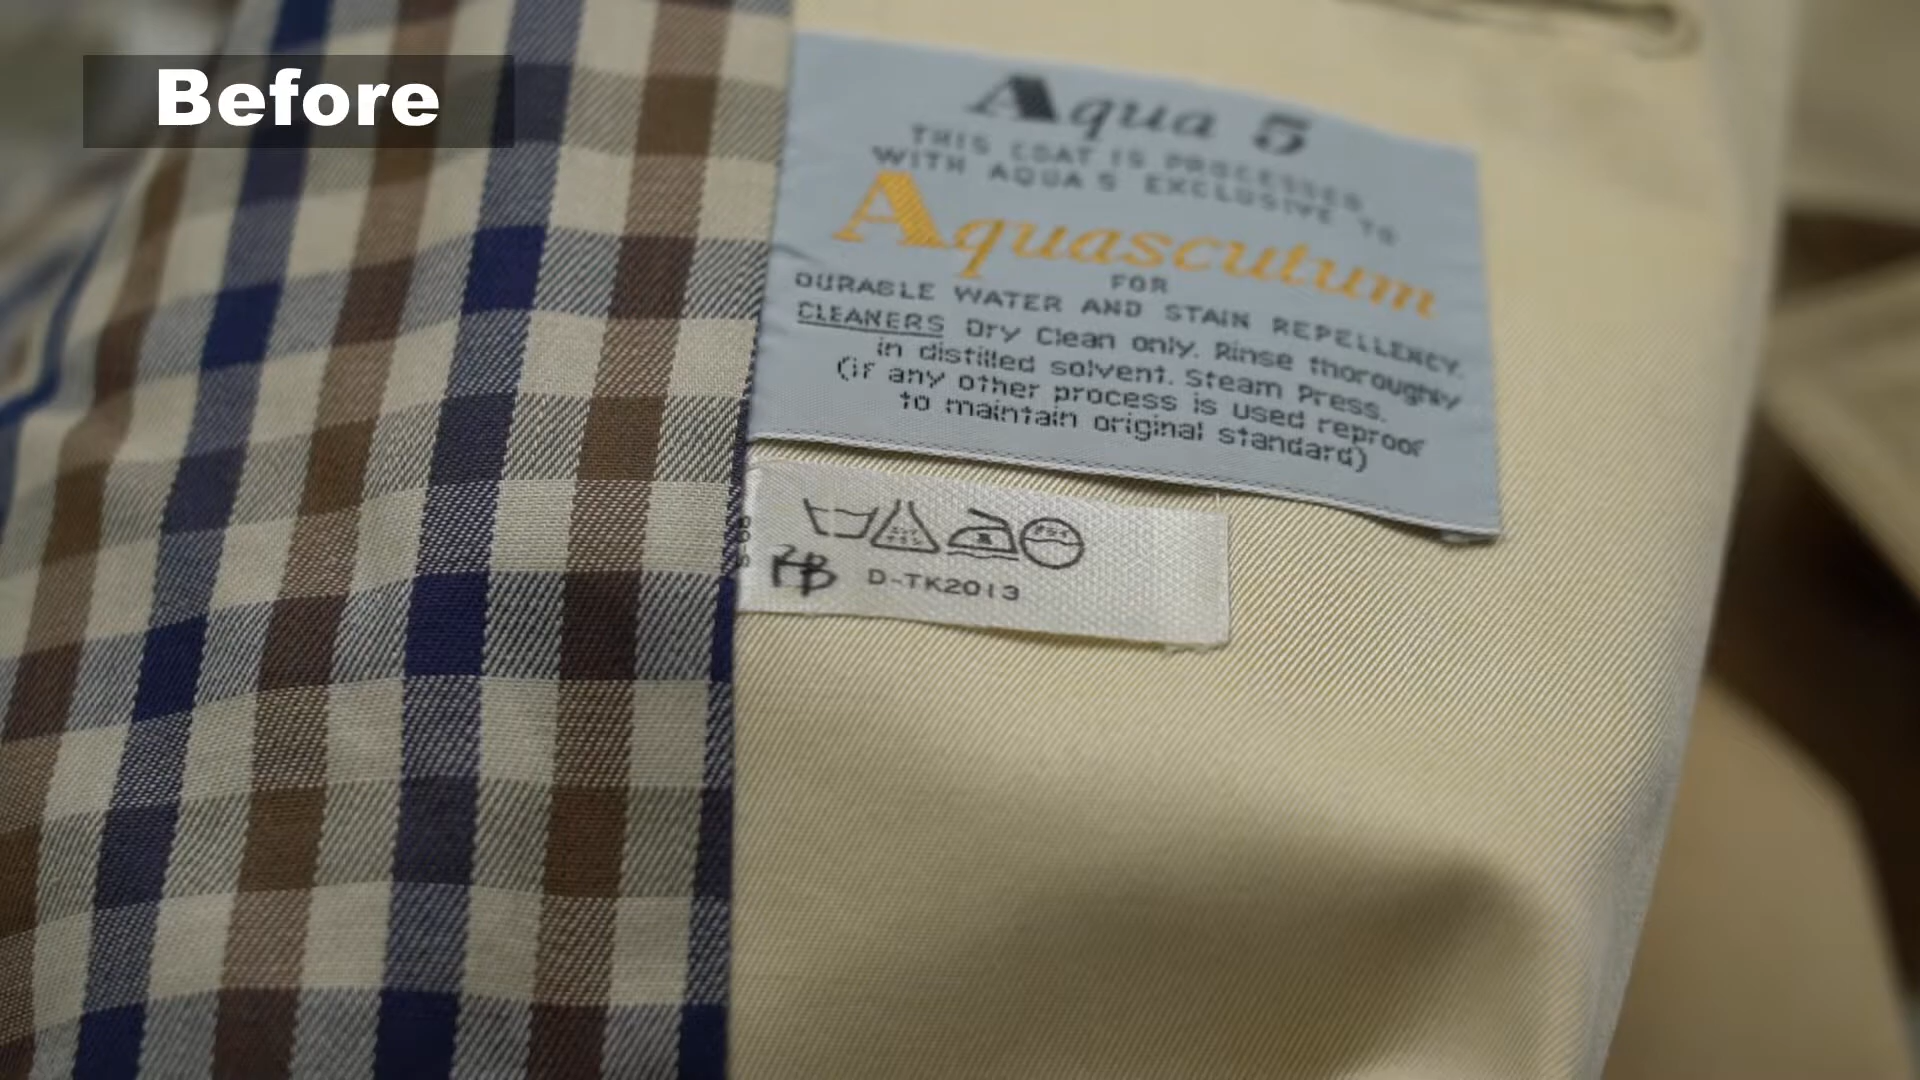 Before
Aqua 5
THIS COAT IS PROCESSED
WITH AQUA 5 EXCLUSIVE TO
Aquascutum
FOR
DURABLE WATER AND STAIN REPELLENCY.
CLEANERS Dry Clean only. Rinse thoroughly
in distilled solvent. Steam Press.
(if any other process is used reproof
to maintain original standard)
D-TK2013